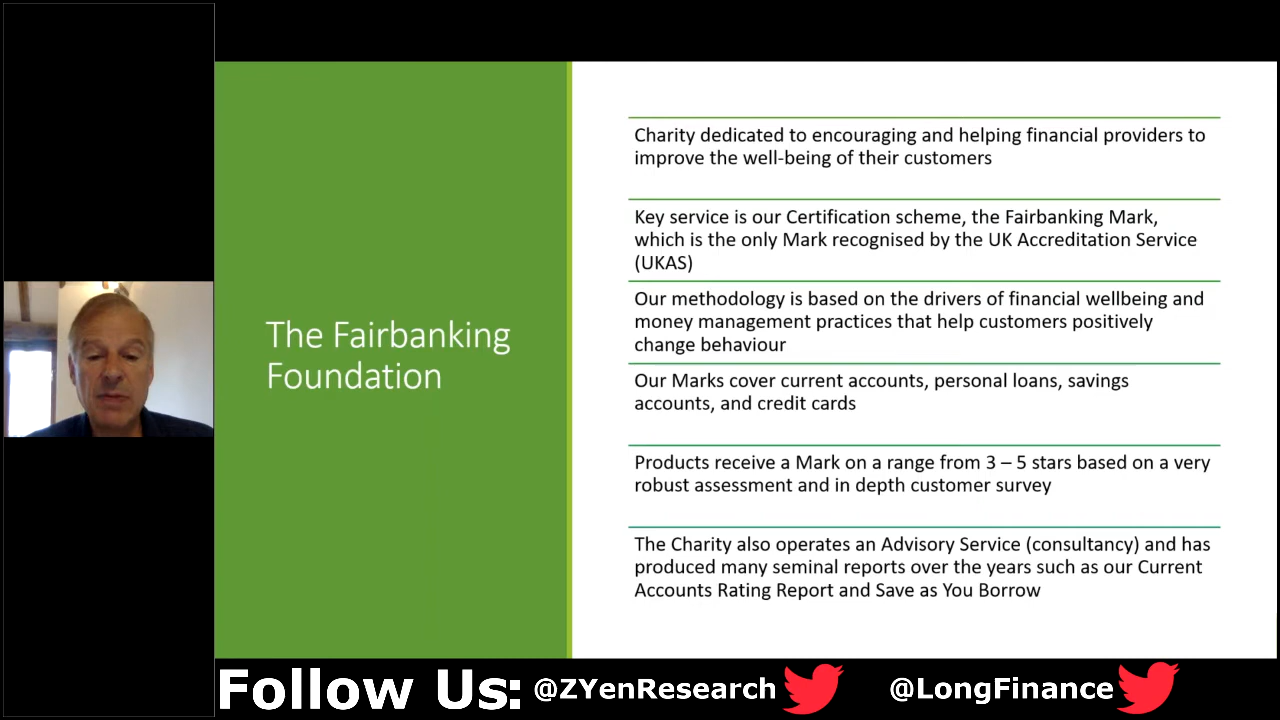 The Fairbanking
Foundation
Charity dedicated to encouraging and helping financial providers to
improve the well-being of their customers
Key service is our Certification scheme, the Fairbanking Mark,
which is the only Mark recognised by the UK Accreditation Service
(UKAS)
Our methodology is based on the drivers of financial wellbeing and
money management practices that help customers positively
change behaviour
Our Marks cover current accounts, personal loans, savings
accounts, and credit cards
Products receive a Mark on a range from 3 – 5 stars based on a very
robust assessment and in depth customer survey
The Charity also operates an Advisory Service (consultancy) and has
produced many seminal reports over the years such as our Current
Accounts Rating Report and Save as You Borrow
Follow Us: @ZYenResearch @LongFinance